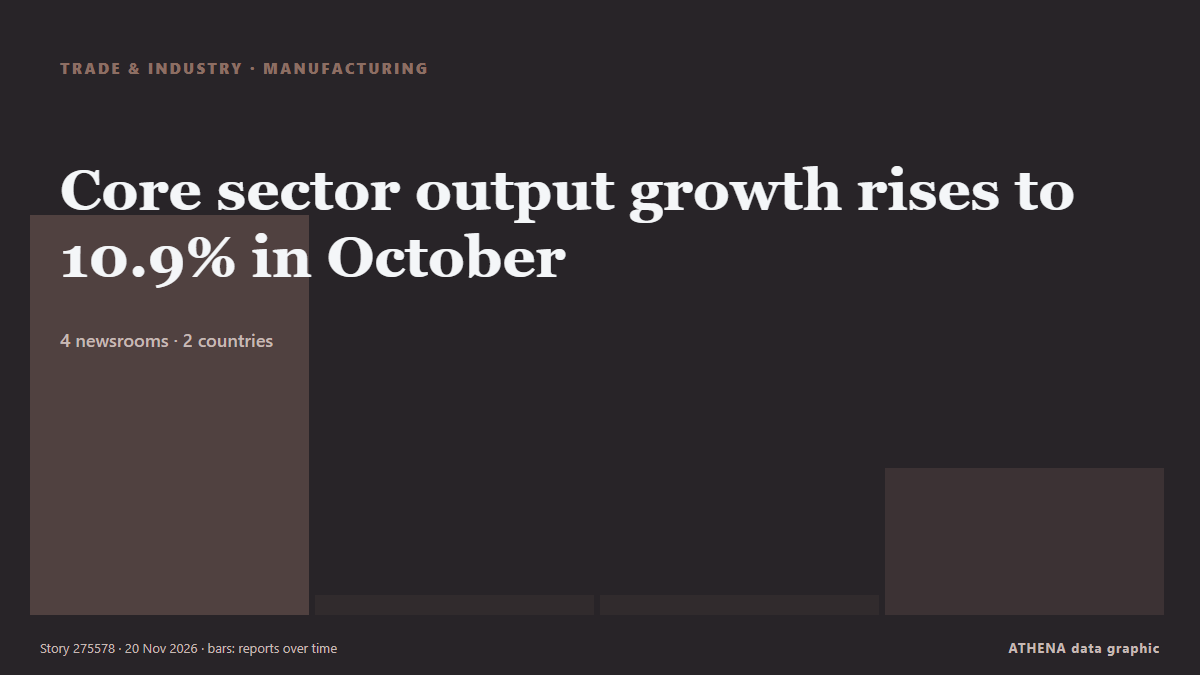 TRADE & INDUSTRY · MANUFACTURING
Core sector output growth rises to
10.9% in October
4 newsrooms · 2 countries
Story 275578 · 20 Nov 2026 · bars: reports over time
ATHENA data graphic